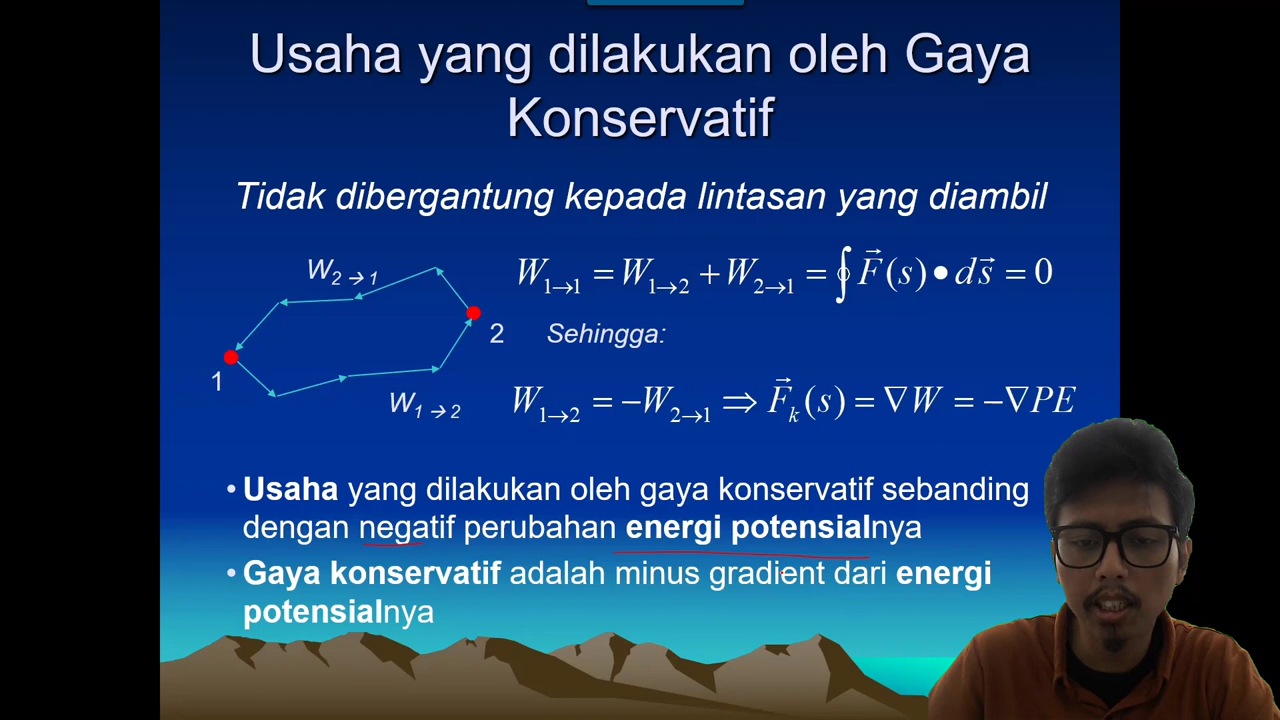 Usaha yang dilakukan oleh Gaya
Konservatif
Tidak dibergantung kepada lintasan yang diambil
W₂→₁
W₁→₁ = W₁→₂ + W₂→₁ = ∮ F⃗(s) • ds⃗ = 0
2
Sehingga:
1
W₁→₂
W₁→₂ = −W₂→₁ ⇒ F⃗ₖ(s) = ∇W = −∇PE
• Usaha yang dilakukan oleh gaya konservatif sebanding
dengan negatif perubahan energi potensialnya
• Gaya konservatif adalah minus gradient dari energi
potensialnya